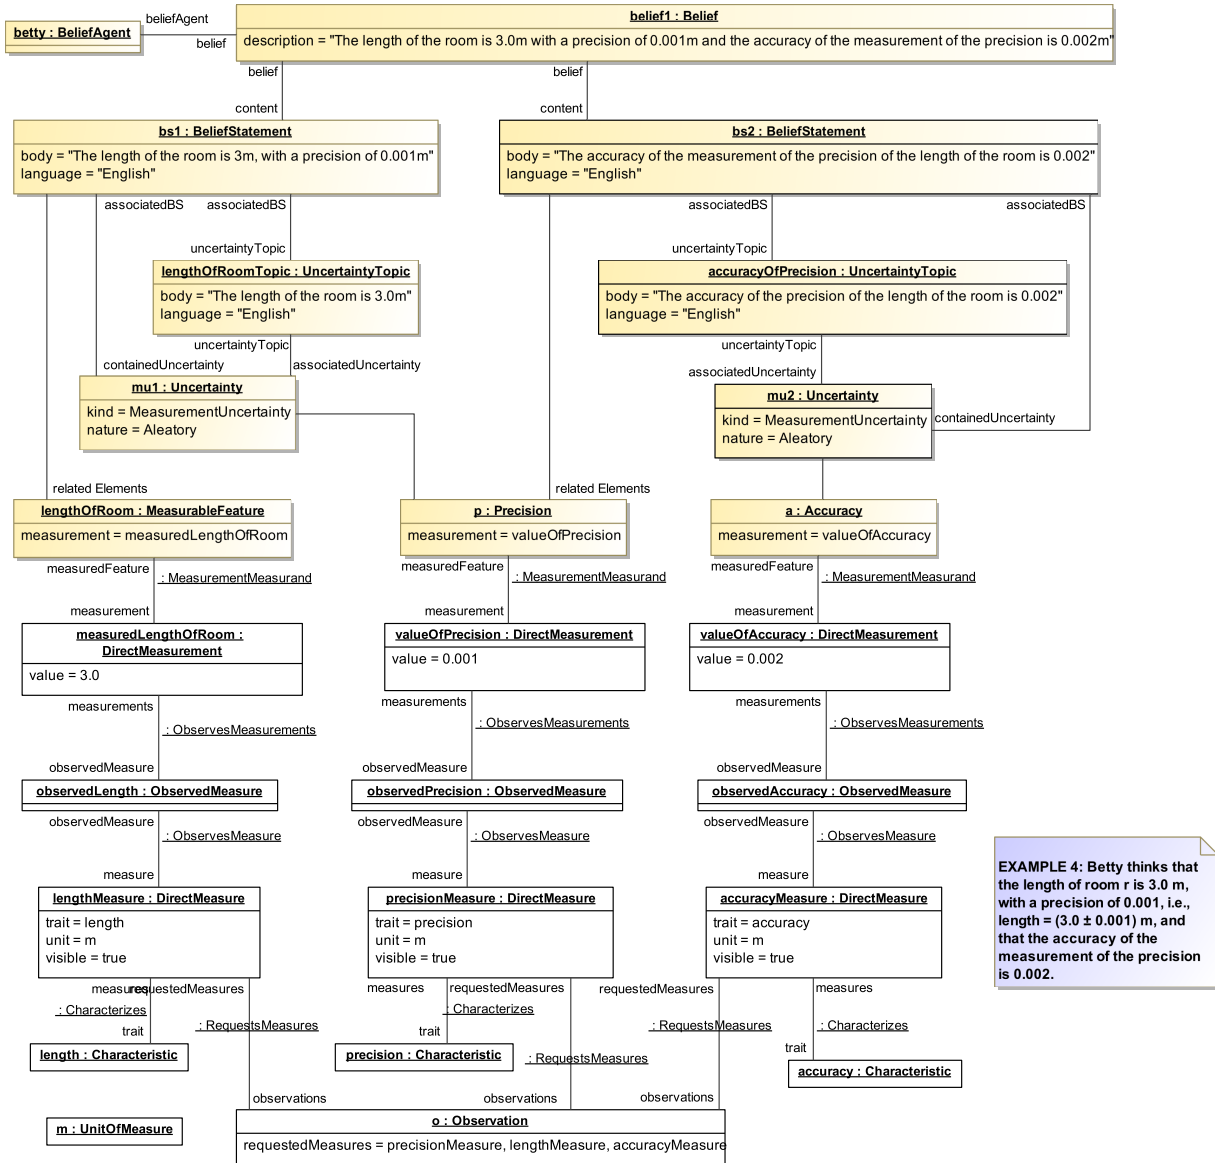 belief1 : Belief
description = "The length of the room is 3.0m with a precision of 0.001m and the accuracy of the measurement of the precision is 0.002m"
betty : BeliefAgent
beliefAgent
belief
belief
content
belief
content
bs1 : BeliefStatement
body = "The length of the room is 3m, with a precision of 0.001m"
language = "English"
bs2 : BeliefStatement
body = "The accuracy of the measurement of the precision of the length of the room is 0.002"
language = "English"
associatedBS
associatedBS
associatedBS
associatedBS
uncertaintyTopic
uncertaintyTopic
lengthOfRoomTopic : UncertaintyTopic
body = "The length of the room is 3.0m"
language = "English"
accuracyOfPrecision : UncertaintyTopic
body = "The accuracy of the precision of the length of the room is 0.002"
language = "English"
uncertaintyTopic
containedUncertainty
associatedUncertainty
uncertaintyTopic
associatedUncertainty
mu1 : Uncertainty
kind = MeasurementUncertainty
nature = Aleatory
mu2 : Uncertainty
kind = MeasurementUncertainty
nature = Aleatory
containedUncertainty
related Elements
related Elements
lengthOfRoom : MeasurableFeature
measurement = measuredLengthOfRoom
p : Precision
measurement = valueOfPrecision
a : Accuracy
measurement = valueOfAccuracy
measuredFeature
: MeasurementMeasurand
measurement
measuredFeature
: MeasurementMeasurand
measurement
measuredFeature
: MeasurementMeasurand
measurement
measuredLengthOfRoom :
DirectMeasurement
value = 3.0
valueOfPrecision : DirectMeasurement
value = 0.001
valueOfAccuracy : DirectMeasurement
value = 0.002
measurements
: ObservesMeasurements
observedMeasure
measurements
: ObservesMeasurements
observedMeasure
measurements
: ObservesMeasurements
observedMeasure
observedLength : ObservedMeasure
observedPrecision : ObservedMeasure
observedAccuracy : ObservedMeasure
observedMeasure
: ObservesMeasure
measure
observedMeasure
: ObservesMeasure
measure
observedMeasure
: ObservesMeasure
measure
lengthMeasure : DirectMeasure
trait = length
unit = m
visible = true
precisionMeasure : DirectMeasure
trait = precision
unit = m
visible = true
accuracyMeasure : DirectMeasure
trait = accuracy
unit = m
visible = true
EXAMPLE 4: Betty thinks that
the length of room r is 3.0 m,
with a precision of 0.001, i.e.,
length = (3.0 ± 0.001) m, and
that the accuracy of the
measurement of the precision
is 0.002.
measures
requestedMeasures
: Characterizes
trait
: RequestsMeasures
measures
requestedMeasures
: Characterizes
trait
: RequestsMeasures
requestedMeasures
measures
: RequestsMeasures
: Characterizes
trait
length : Characteristic
precision : Characteristic
accuracy : Characteristic
observations
observations
observations
m : UnitOfMeasure
o : Observation
requestedMeasures = precisionMeasure, lengthMeasure, accuracyMeasure